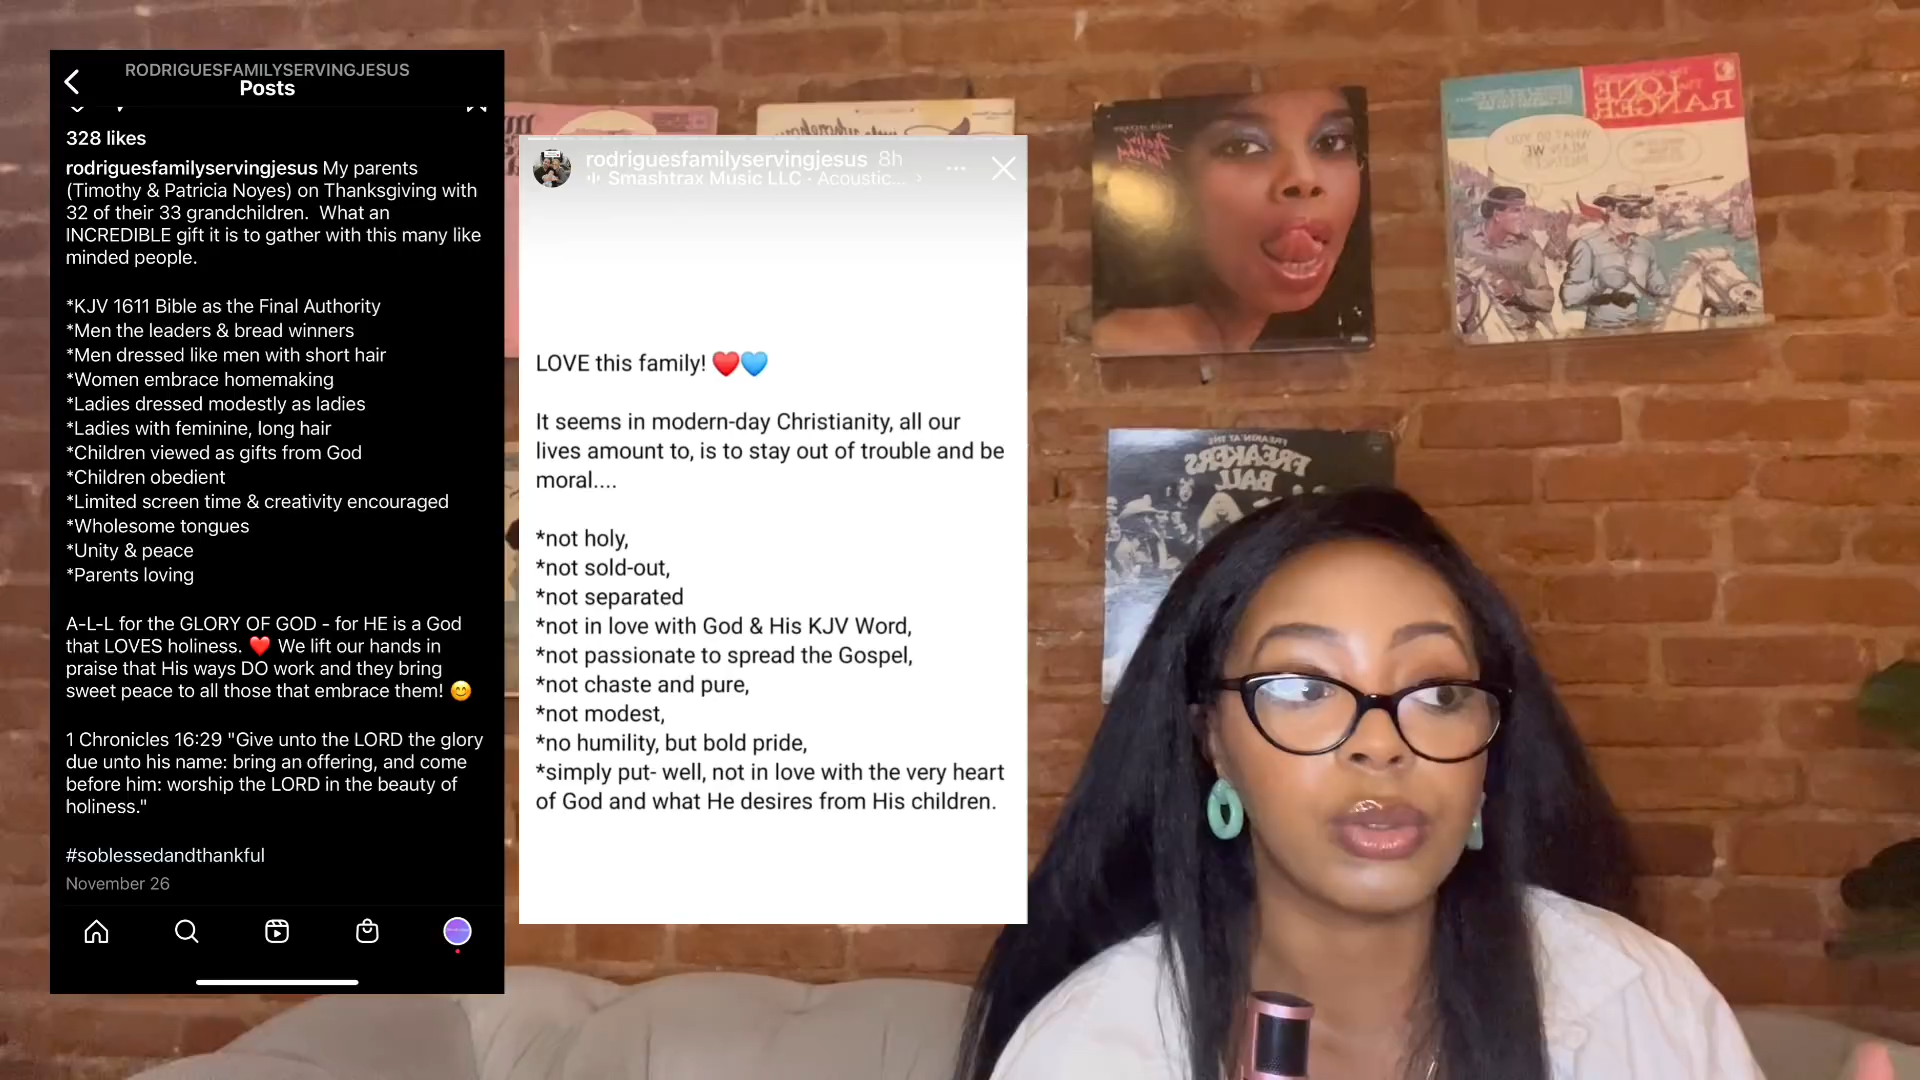 RODRIGUESFAMILYSERVINGJESUS
Posts
328 likes
rodriguesfamilyservingjesus My parents
(Timothy & Patricia Noyes) on Thanksgiving with
32 of their 33 grandchildren. What an
INCREDIBLE gift it is to gather with this many like
minded people.
*KJV 1611 Bible as the Final Authority
*Men the leaders & bread winners
*Men dressed like men with short hair
*Women embrace homemaking
*Ladies dressed modestly as ladies
*Ladies with feminine, long hair
*Children viewed as gifts from God
*Children obedient
*Limited screen time & creativity encouraged
*Wholesome tongues
*Unity & peace
*Parents loving
A-L-L for the GLORY OF GOD - for HE is a God
that LOVES holiness. ❤️ We lift our hands in
praise that His ways DO work and they bring
sweet peace to all those that embrace them! 😊
1 Chronicles 16:29 "Give unto the LORD the glory
due unto his name: bring an offering, and come
before him: worship the LORD in the beauty of
holiness."
#soblessedandthankful
November 26
rodriguesfamilyservingjesus 8h
Smashtrax Music LLC · Acoustic... >
LOVE this family! ❤️💙
It seems in modern-day Christianity, all our
lives amount to, is to stay out of trouble and be
moral....
*not holy,
*not sold-out,
*not separated
*not in love with God & His KJV Word,
*not passionate to spread the Gospel,
*not chaste and pure,
*not modest,
*no humility, but bold pride,
*simply put- well, not in love with the very heart
of God and what He desires from His children.
THE LONE
RANGER
WHAT DO YOU
MEAN WE
FREAKIN' AT THE
FREAKERS
BALL